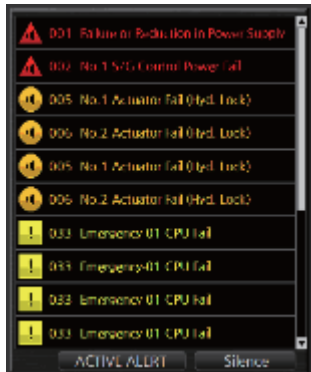 001 Failure or Reduction in Power Supply
002 No.1 S/G Control Power Fail
005 No.1 Actuator Fail (Hyd. Lock)
006 No.2 Actuator Fail (Hyd. Lock)
005 No.1 Actuator Fail (Hyd. Lock)
006 No.2 Actuator Fail (Hyd. Lock)
033 Emergency-01 CPU Fail
033 Emergency-01 CPU Fail
033 Emergency-01 CPU Fail
033 Emergency-01 CPU Fail
ACTIVE ALERT Silence